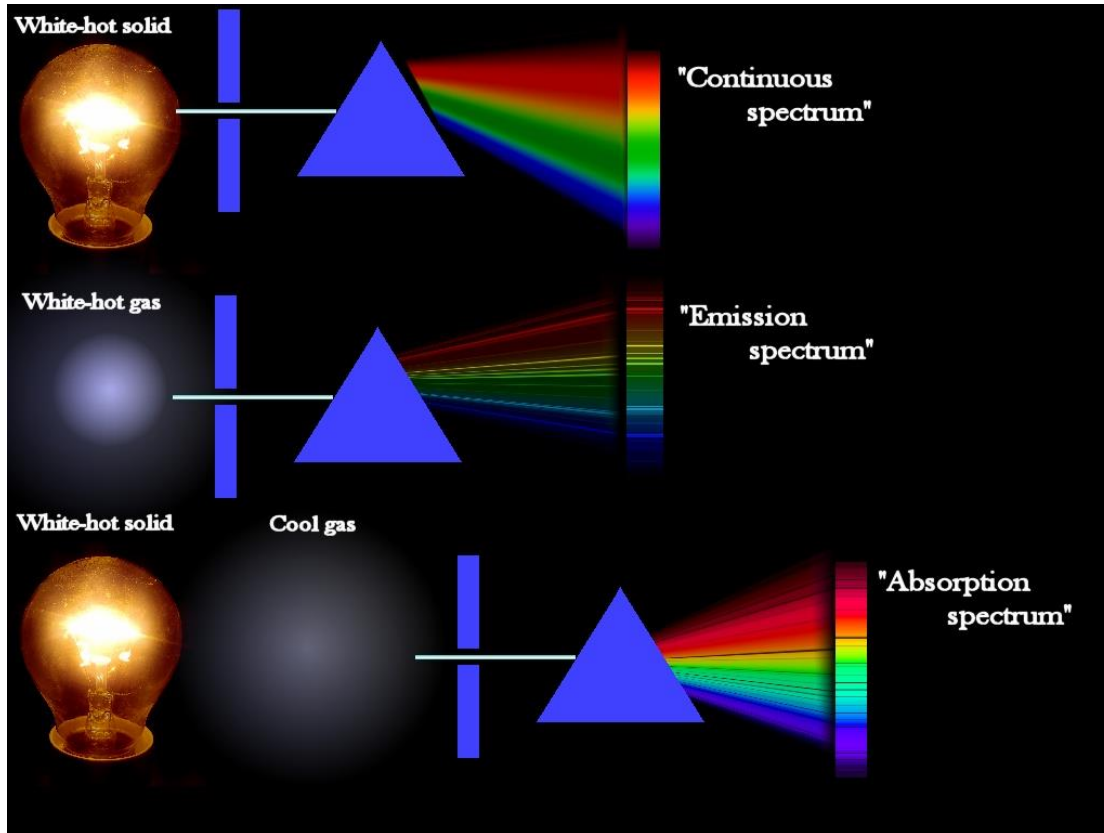 White-hot solid
"Continuous
spectrum"
White-hot gas
"Emission
spectrum"
White-hot solid
Cool gas
"Absorption
spectrum"